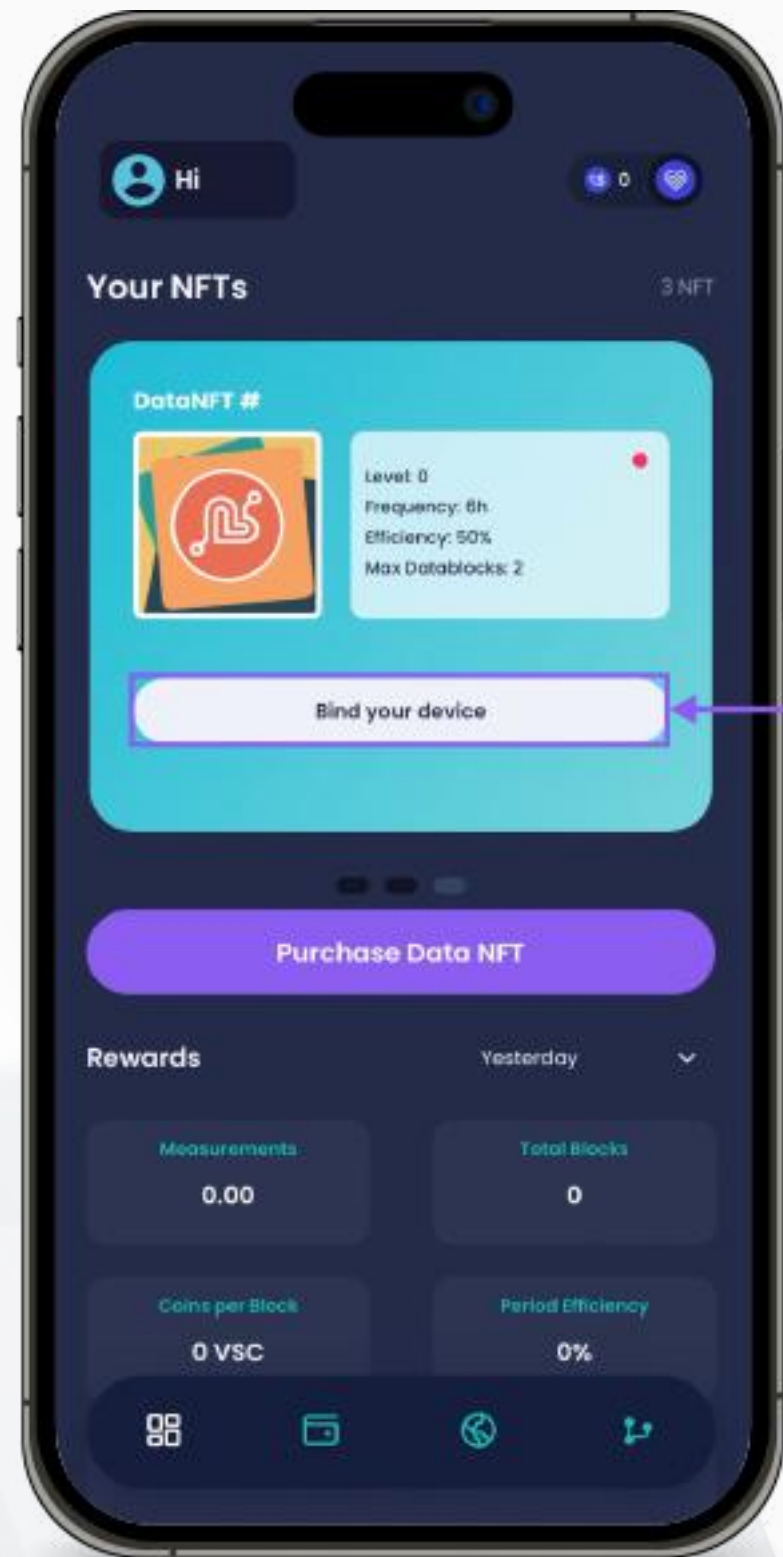 Hi
0
Your NFTs
3 NFT
DataNFT #
Level: 0
Frequency: 6h
Efficiency: 50%
Max Datablocks: 2
Bind your device
Purchase Data NFT
Rewards
Yesterday
Measurements
0.00
Total Blocks
0
Coins per Block
0 VSC
Period Efficiency
0%